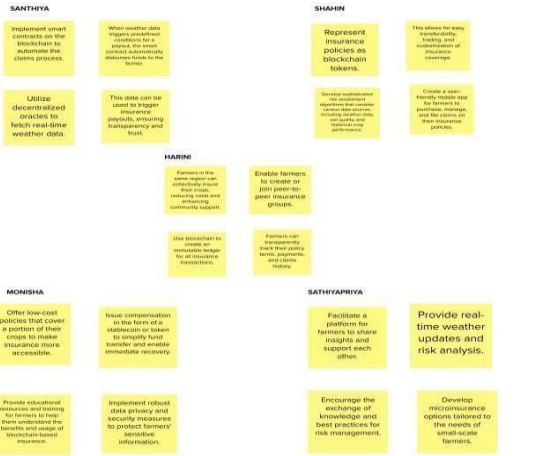 SANTHIYA
Implement smart
contracts on the
blockchain to
automate the
claims process.
When weather data
triggers predefined
conditions for a
payout, the smart
contract automatically
disburses funds to the
farmer.
Utilize
decentralized
oracles to
fetch real-time
weather data.
This data can be
used to trigger
insurance
payouts, ensuring
transparency and
trust.
SHAHIN
Represent
insurance
policies as
blockchain
tokens.
This allows for easy
transferability,
trading, and
customization of
insurance
coverage.
Develop sophisticated
risk assessment
algorithms that consider
various data sources,
including weather data,
soil quality, and
historical crop
performance.
Create a user-
friendly mobile app
for farmers to
purchase, manage,
and file claims on
their insurance
policies.
HARINI
Farmers in the
same region can
collectively insure
their crops,
reducing costs and
enhancing
community support.
Enable farmers
to create or
join peer-to-
peer insurance
groups.
Use blockchain to
create an
immutable ledger
for all insurance
transactions.
Farmers can
transparently
track their policy
terms, payments,
and claims
history.
MONISHA
Offer low-cost
policies that cover
a portion of their
crops to make
insurance more
accessible.
Issue compensation
in the form of a
stablecoin or token
to simplify fund
transfer and enable
immediate recovery.
Provide educational
resources and training
for farmers to help
them understand the
benefits and usage of
blockchain-based
insurance.
Implement robust
data privacy and
security measures
to protect farmers'
sensitive
information.
SATHIYAPRIYA
Facilitate a
platform for
farmers to share
insights and
support each
other.
Provide real-
time weather
updates and
risk analysis.
Encourage the
exchange of
knowledge and
best practices for
risk management.
Develop
microinsurance
options tailored to
the needs of
small-scale
farmers.